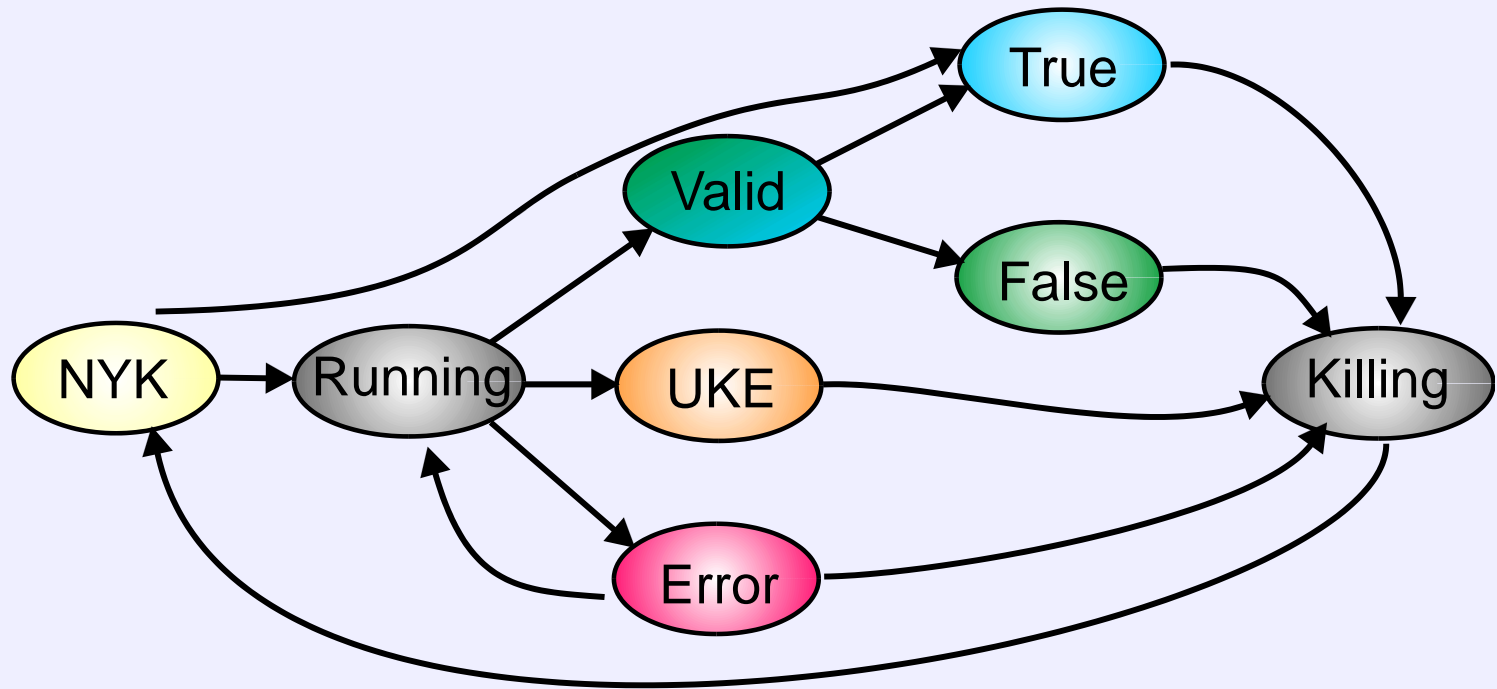 True
Valid
False
NYK
Running
UKE
Killing
Error